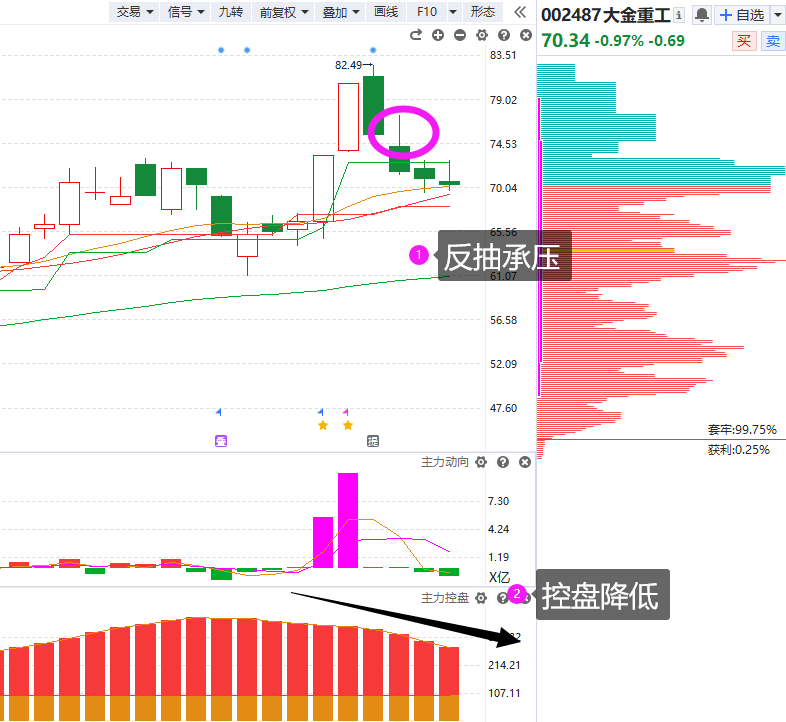 交易 信号 九转 前复权 叠加 画线 F10 形态
002487大金重工 i 自选
70.34 -0.97% -0.69 买 卖
83.51
82.49→
79.02
74.53
70.04
65.56
1 反抽承压
61.07
56.58
52.09
47.60
套牢:99.75%
获利:0.25%
主力动向
7.30
4.24
1.19
X亿
2 控盘降低
主力控盘
214.21
107.11